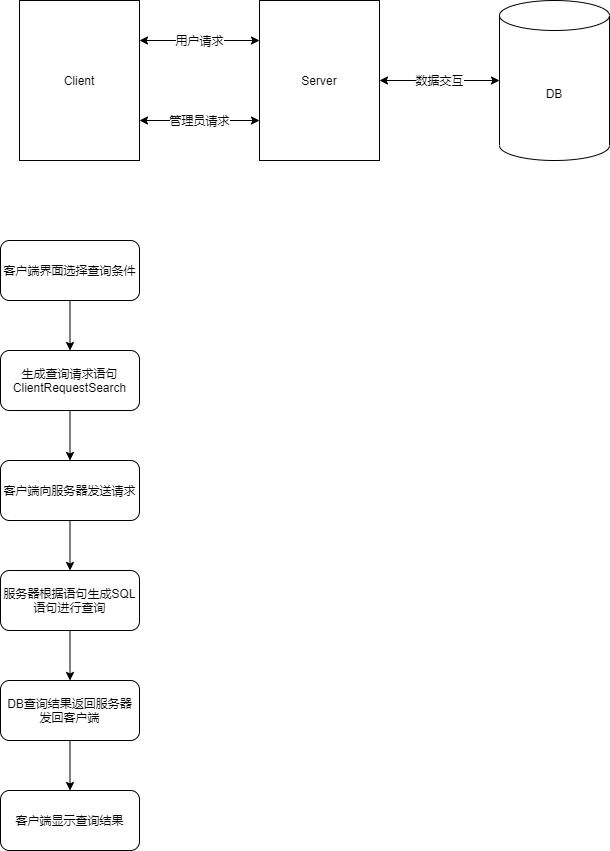 用户请求
Client
Server
数据交互
DB
管理员请求
客户端界面选择查询条件
生成查询请求语句
ClientRequestSearch
客户端向服务器发送请求
服务器根据语句生成SQL
语句进行查询
DB查询结果返回服务器
发回客户端
客户端显示查询结果